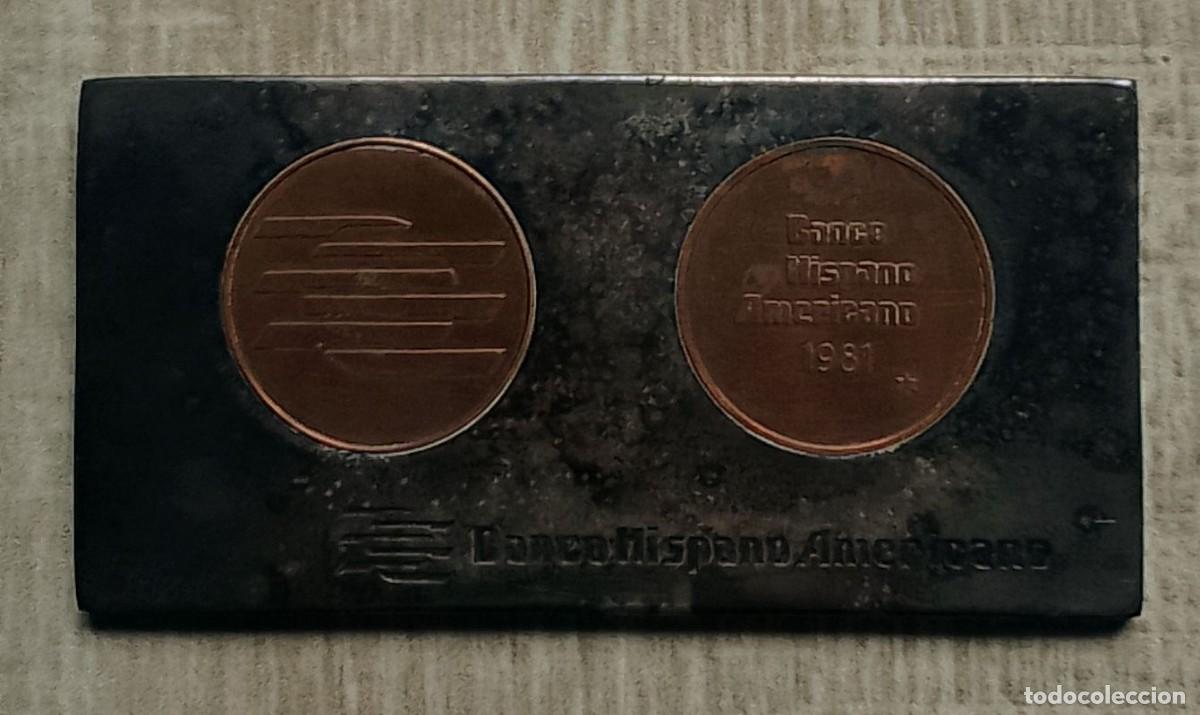 Banco
Hispano
Americano
1981
Banco Hispano Americano
todocoleccion